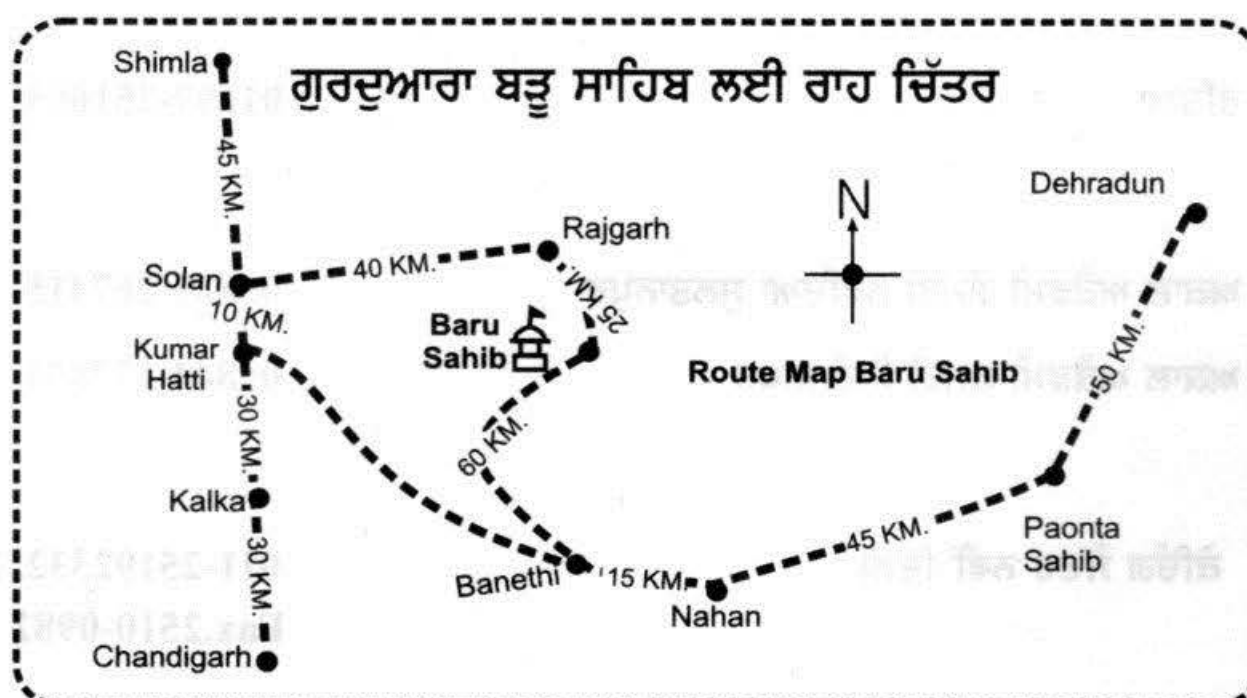 ਗੁਰਦੁਆਰਾ ਬੜੂ ਸਾਹਿਬ ਲਈ ਰਾਹ ਚਿੱਤਰ
Shimla
45 KM.
N
Dehradun
Rajgarh
Solan
40 KM.
25 KM.
10 KM.
Baru
Sahib
Kumar
Hatti
Route Map Baru Sahib
50 KM.
30 KM.
60 KM.
Kalka
30 KM.
45 KM.
Paonta
Sahib
Banethi
15 KM.
Nahan
Chandigarh